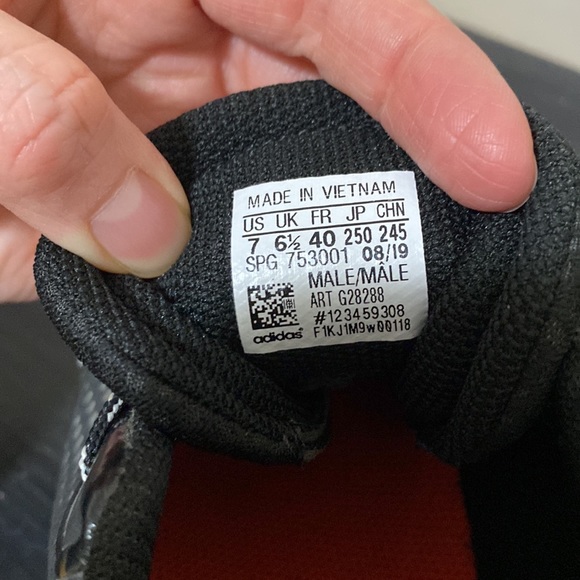 MADE IN VIETNAM
US UK FR JP CHN
7 6½ 40 250 245
SPG 753001 08/19
MALE/MÂLE
ART G28288
#123459308
adidas® F1KJ1M9w00118